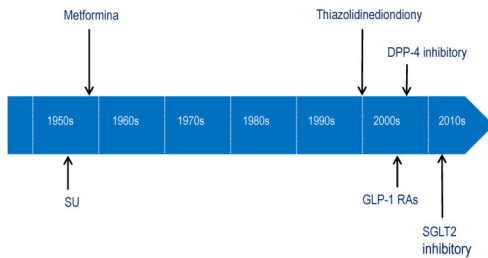 Metformina
Thiazolidinediondiony
DPP-4 inhibitory
1950s 1960s 1970s 1980s 1990s 2000s 2010s
SU
GLP-1 RAs
SGLT2
inhibitory